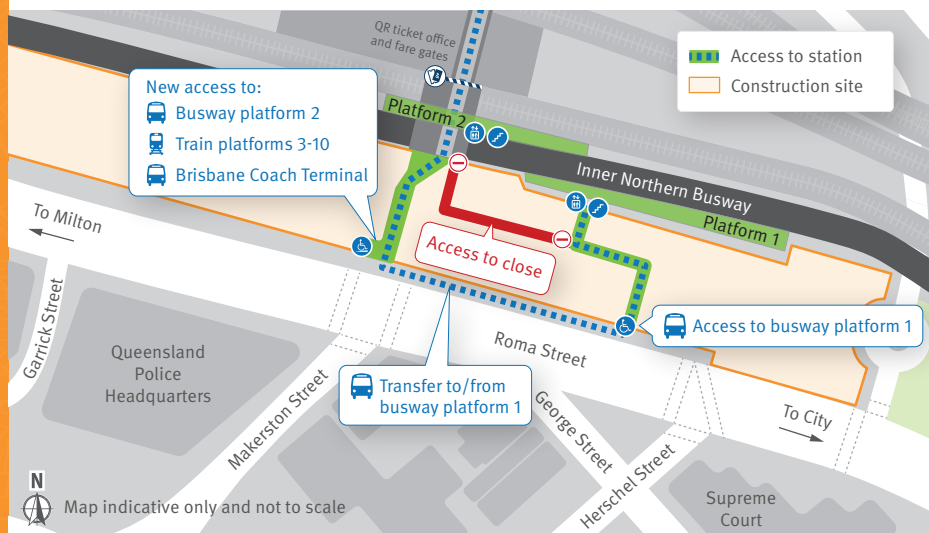 QR ticket office
and fare gates
Access to station
Construction site
New access to:
Busway platform 2
Train platforms 3-10
Brisbane Coach Terminal
Platform 2
Inner Northern Busway
Platform 1
To Milton
Access to close
Access to busway platform 1
Roma Street
Garrick Street
Queensland
Police
Headquarters
Makerston Street
Transfer to/from
busway platform 1
George Street
Herschel Street
To City
Supreme
Court
N
Map indicative only and not to scale